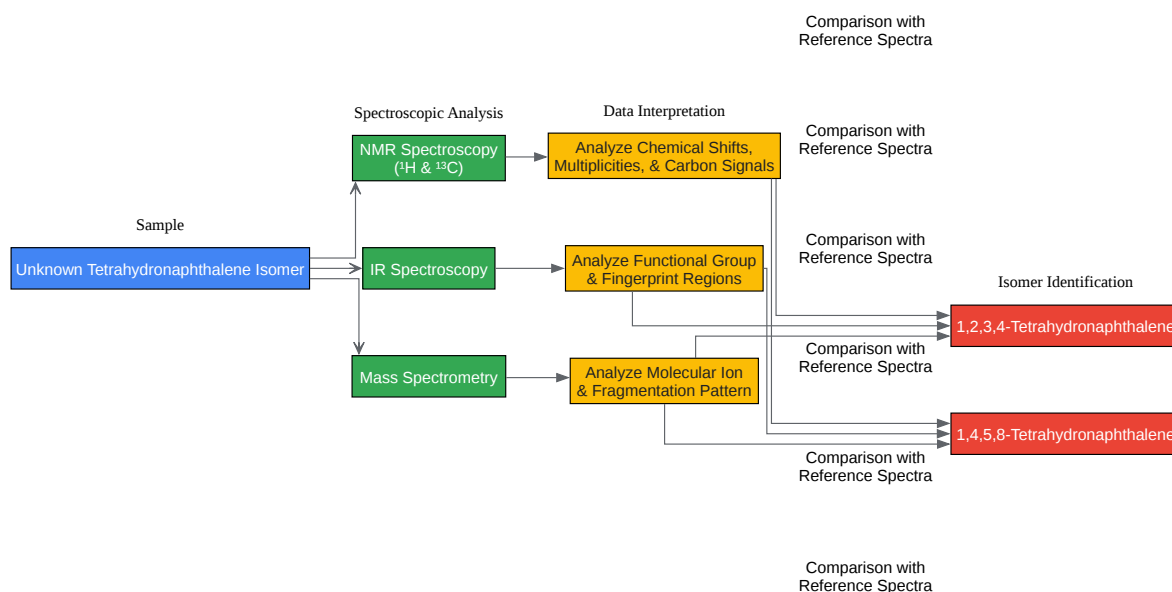 Comparison with
Reference Spectra
Spectroscopic Analysis
Data Interpretation
Comparison with
Reference Spectra
NMR Spectroscopy
(¹H & ¹³C)
Analyze Chemical Shifts,
Multiplicities, & Carbon Signals
Sample
Comparison with
Reference Spectra
Unknown Tetrahydronaphthalene Isomer
IR Spectroscopy
Analyze Functional Group
& Fingerprint Regions
Isomer Identification
1,2,3,4-Tetrahydronaphthalene
Comparison with
Reference Spectra
Mass Spectrometry
Analyze Molecular Ion
& Fragmentation Pattern
1,4,5,8-Tetrahydronaphthalene
Comparison with
Reference Spectra
Comparison with
Reference Spectra